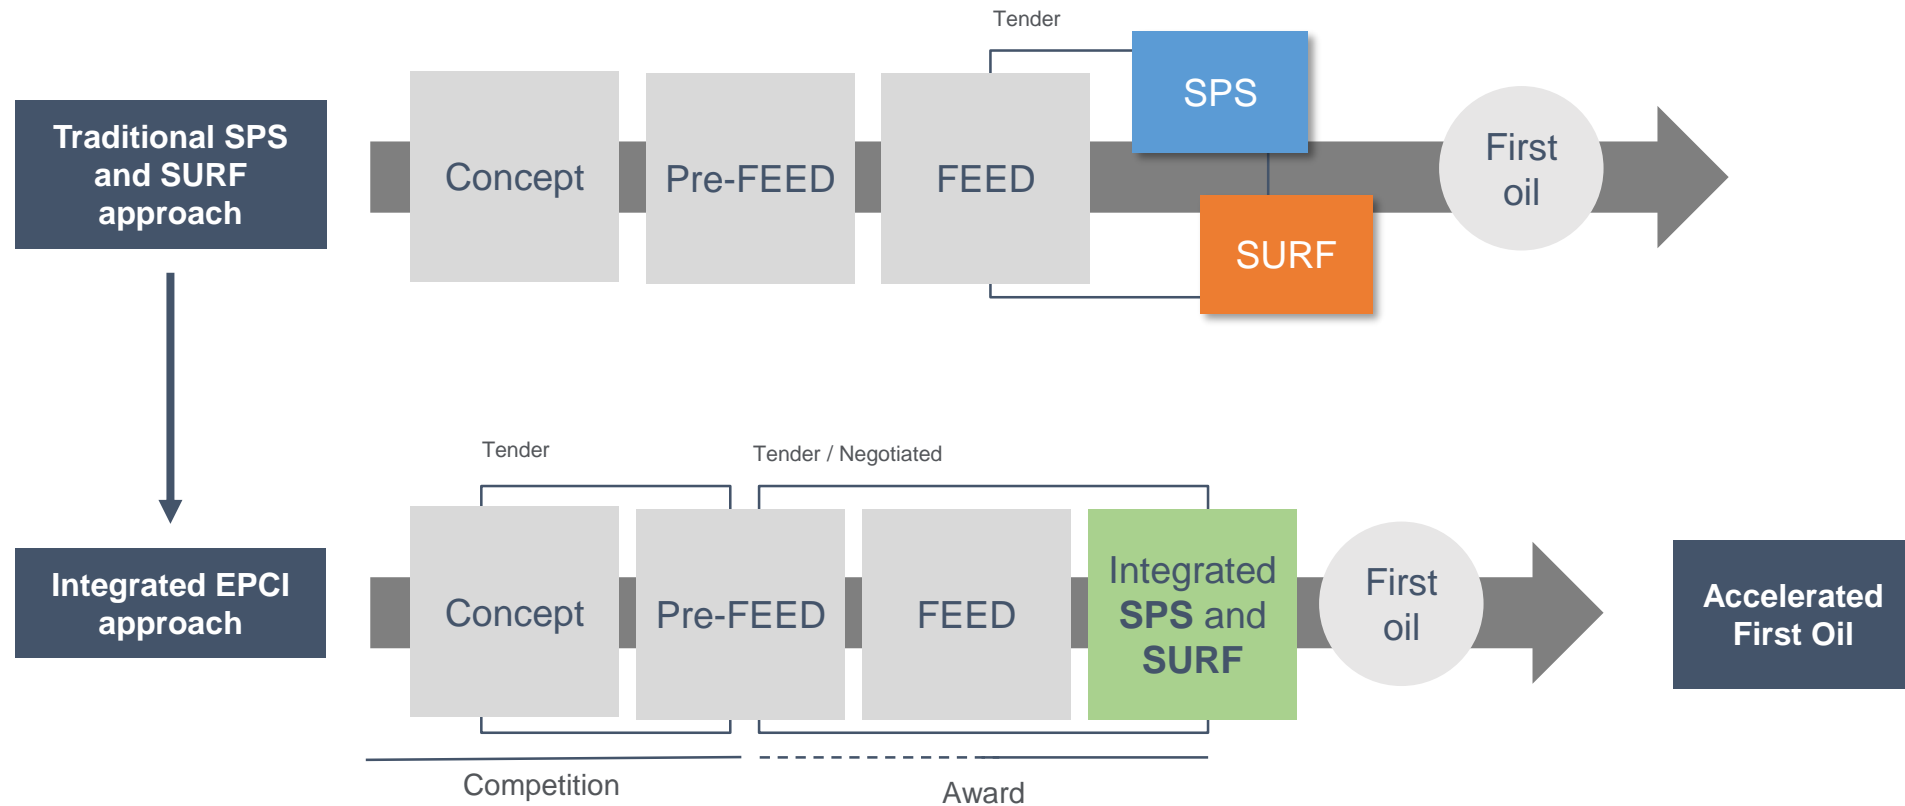 Tender
Traditional SPS
and SURF
approach
Concept
Pre-FEED
FEED
SPS
SURF
First
oil
Tender
Tender / Negotiated
Integrated EPCI
approach
Concept
Pre-FEED
FEED
Integrated
SPS and
SURF
First
oil
Accelerated
First Oil
Competition
Award